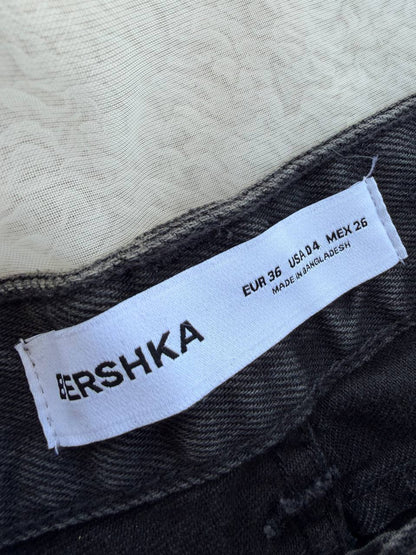 BERSHKA
EUR 36 USA 04 MEX 26
MADE IN BANGLADESH